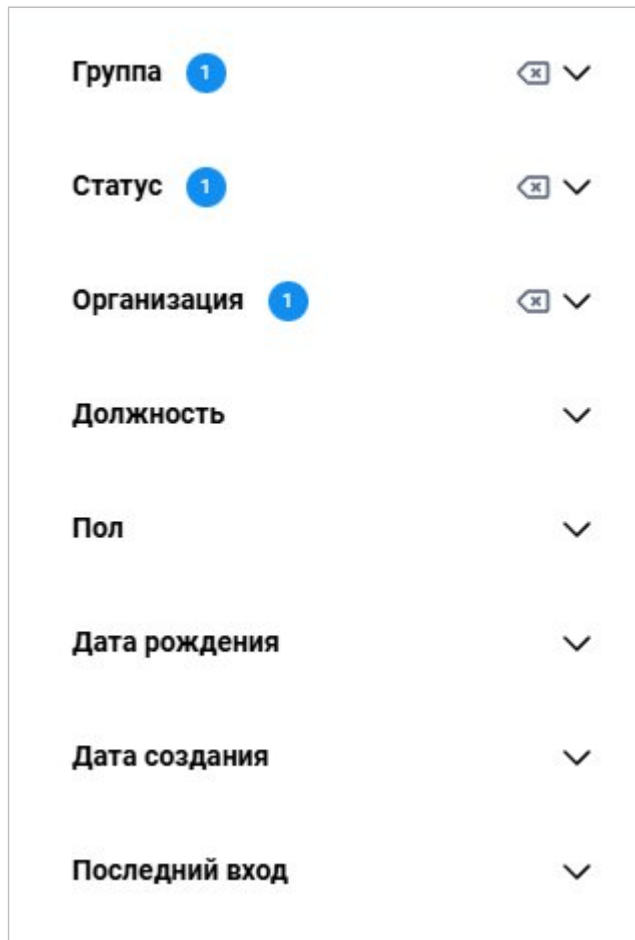 Группа 1
Статус 1
Организация 1
Должность
Пол
Дата рождения
Дата создания
Последний вход